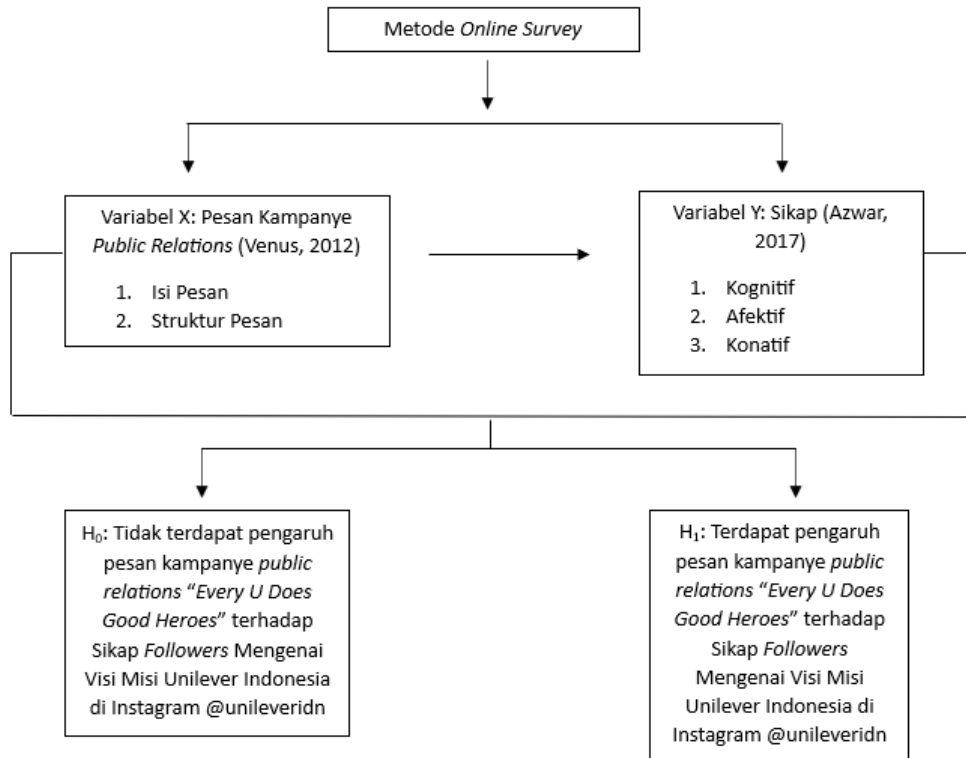 Metode Online Survey
Variabel X: Pesan Kampanye
Public Relations (Venus, 2012)
1. Isi Pesan
2. Struktur Pesan
Variabel Y: Sikap (Azwar,
2017)
1. Kognitif
2. Afektif
3. Konatif
H₀: Tidak terdapat pengaruh
pesan kampanye public
relations “Every U Does
Good Heroes” terhadap
Sikap Followers Mengenai
Visi Misi Unilever Indonesia
di Instagram @unileveridn
H₁: Terdapat pengaruh
pesan kampanye public
relations “Every U Does
Good Heroes” terhadap
Sikap Followers
Mengenai Visi Misi
Unilever Indonesia di
Instagram @unileveridn